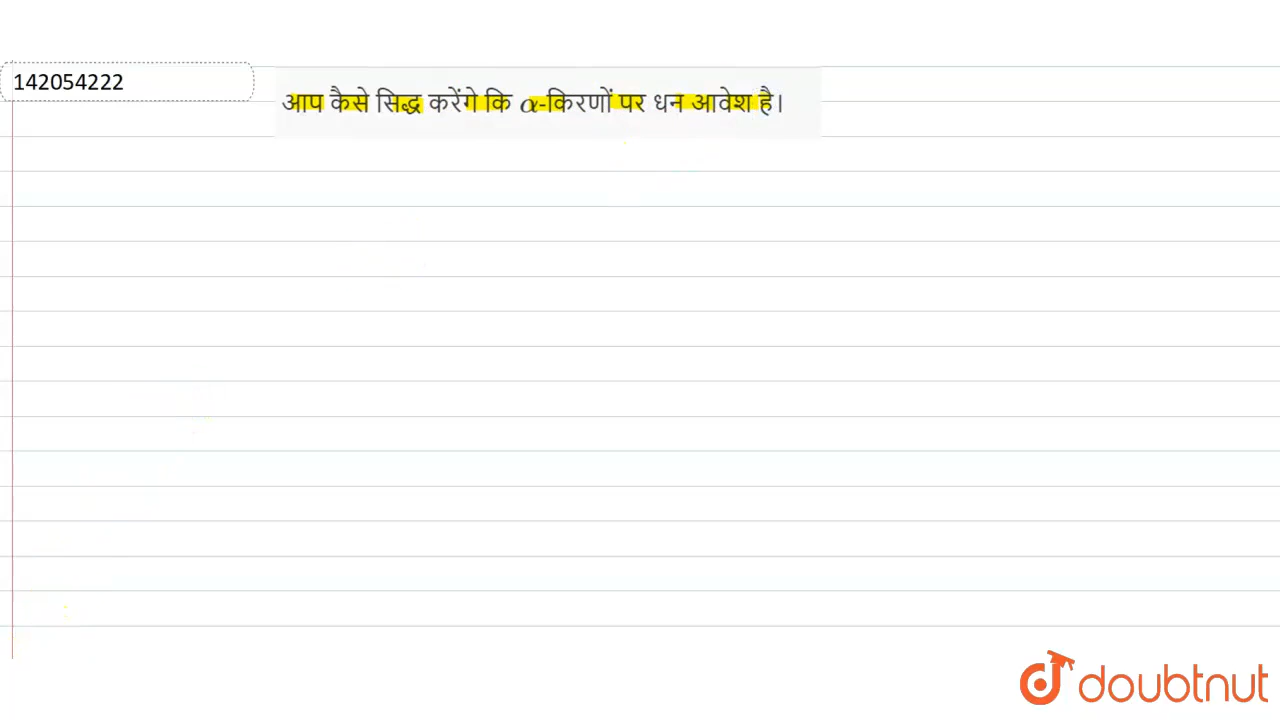 142054222
आप कैसे सिद्ध करेंगे कि α-किरणों पर धन आवेश है।
doubtnut